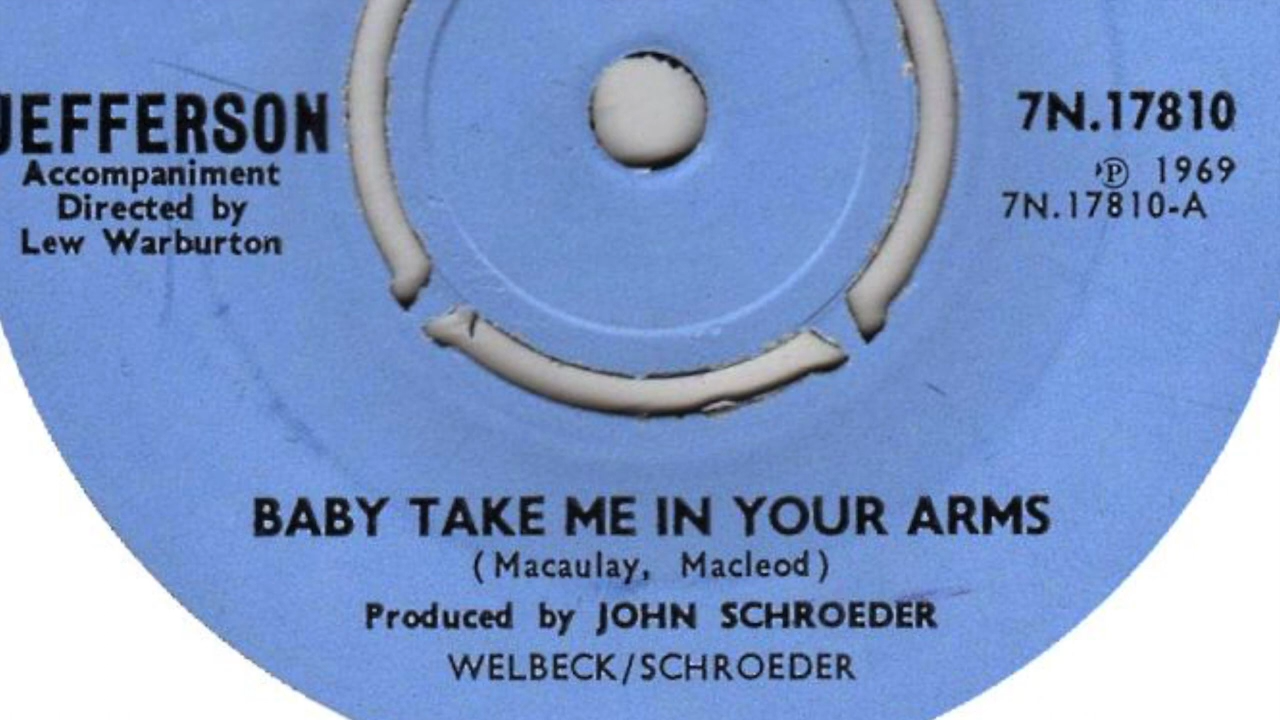 JEFFERSON
Accompaniment
Directed by
Lew Warburton
7N.17810
Ⓟ 1969
7N.17810-A
BABY TAKE ME IN YOUR ARMS
(Macaulay, Macleod)
Produced by JOHN SCHROEDER
WELBECK/SCHROEDER